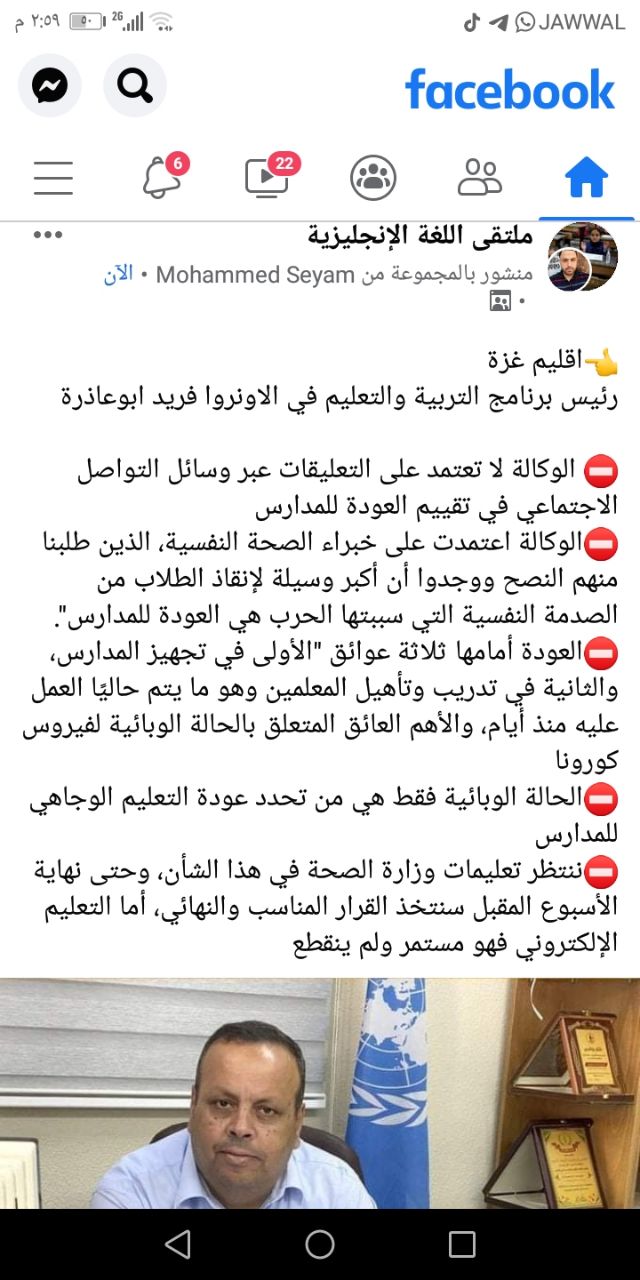 JAWWAL
2G
٥٠
٢:٥٩ م
facebook
22
6
ملتقى اللغة الإنجليزية
منشور بالمجموعة من Mohammed Seyam • الآن
•
👈اقليم غزة
رئيس برنامج التربية والتعليم في الاونروا فريد ابوعاذرة
⛔ الوكالة لا تعتمد على التعليقات عبر وسائل التواصل
الاجتماعي في تقييم العودة للمدارس
⛔الوكالة اعتمدت على خبراء الصحة النفسية، الذين طلبنا
منهم النصح ووجدوا أن أكبر وسيلة لإنقاذ الطلاب من
الصدمة النفسية التي سببتها الحرب هي العودة للمدارس".
⛔العودة أمامها ثلاثة عوائق "الأولى في تجهيز المدارس،
والثانية في تدريب وتأهيل المعلمين وهو ما يتم حاليًا العمل
عليه منذ أيام، والأهم العائق المتعلق بالحالة الوبائية لفيروس
كورونا
⛔الحالة الوبائية فقط هي من تحدد عودة التعليم الوجاهي
للمدارس
⛔ننتظر تعليمات وزارة الصحة في هذا الشأن، وحتى نهاية
الأسبوع المقبل سنتخذ القرار المناسب والنهائي، أما التعليم
الإلكتروني فهو مستمر ولم ينقطع